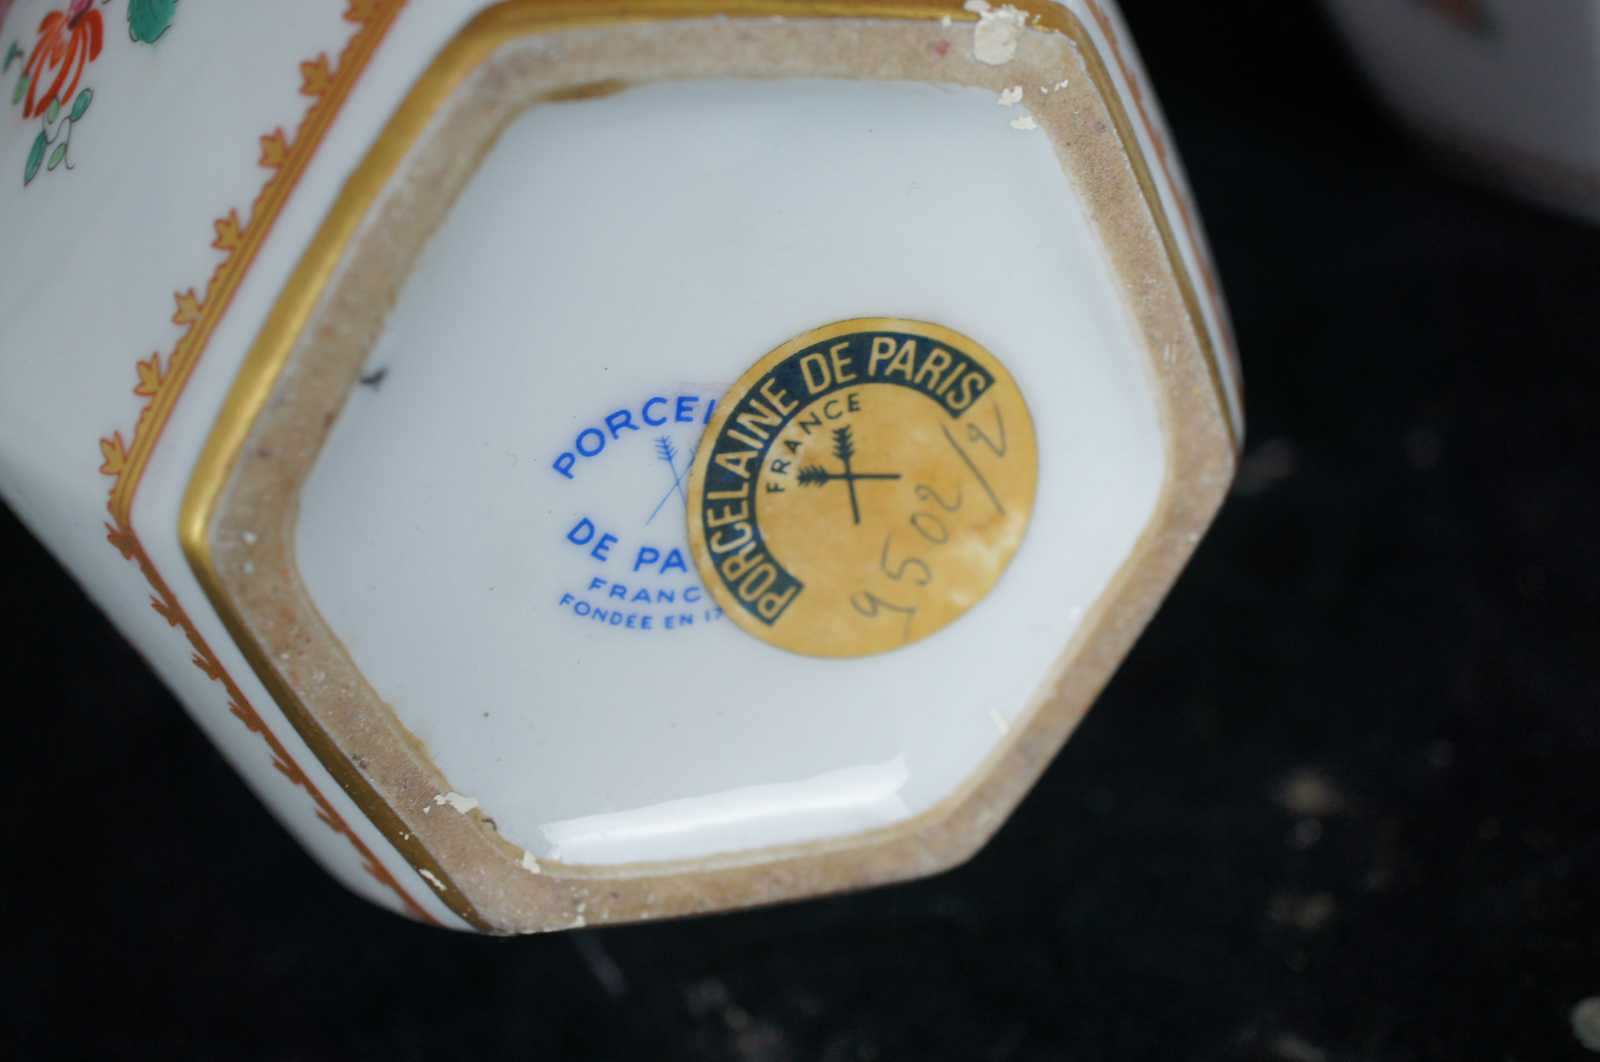 PORCEL
DE PA
FRANC
FONDÉE EN 17
PORCELAINE DE PARIS
FRANCE
9502/2